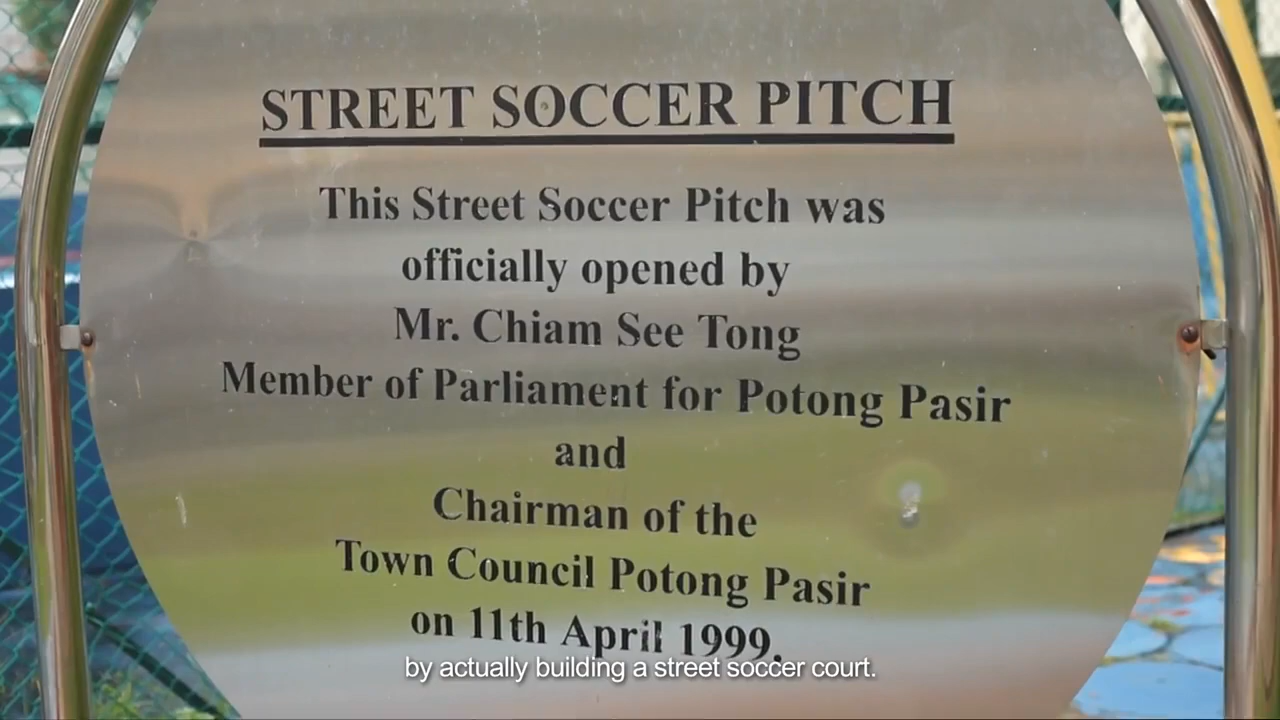 STREET SOCCER PITCH
This Street Soccer Pitch was
officially opened by
Mr. Chiam See Tong
Member of Parliament for Potong Pasir
and
Chairman of the
Town Council Potong Pasir
on 11th April 1999.
by actually building a street soccer court.